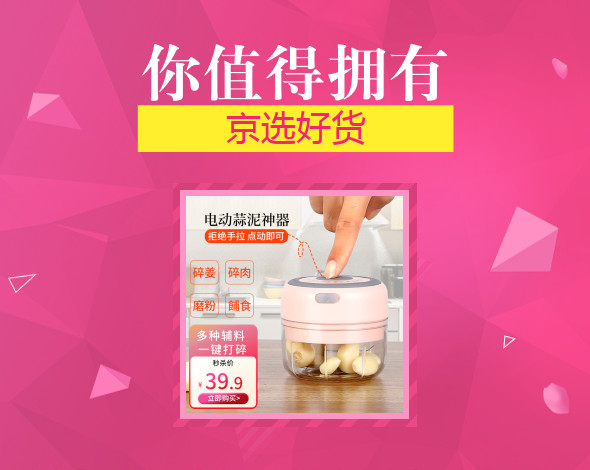 你值得拥有
京选好货
电动蒜泥神器
拒绝手拉 点动即可
碎姜 碎肉
磨粉 鋪食
多种辅料
一键打碎
秒杀价
¥39.9
立即购买>